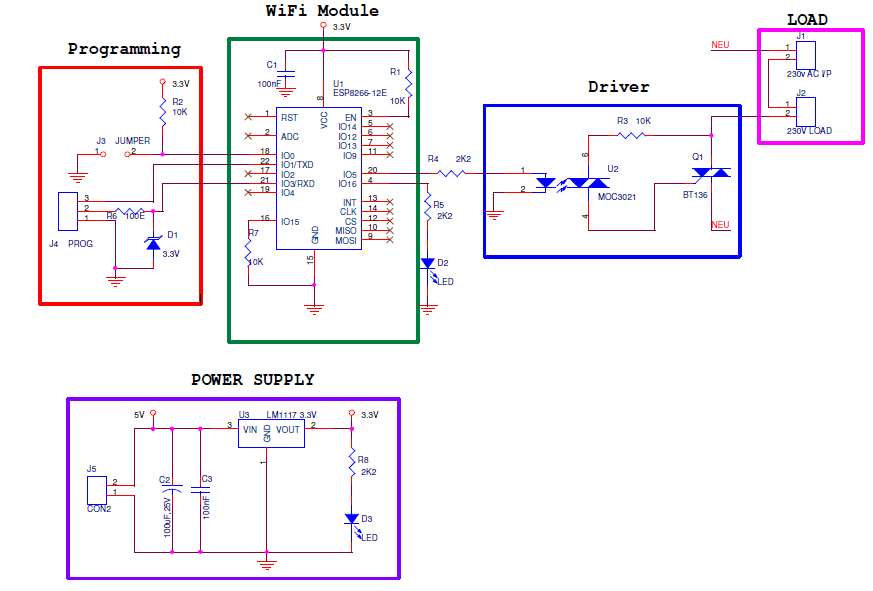 WiFi Module
3.3V
Programming
LOAD
Driver
POWER SUPPLY
3.3V
R2
10K
J3 JUMPER
1 2
3
2
1
R6 100E
J4 PROG
D1
3.3V
C1
100nF
U1
ESP8266-12E
R1
10K
8
VCC
1 RST
2 ADC
18 IO0
22 IO1/TXD
17 IO2
21 IO3/RXD
19 IO4
16 IO15
EN 3
IO14 5
IO12 6
IO13 7
IO9 11
IO5 20
IO16 4
INT 13
CLK 14
CS 12
MISO 10
MOSI 9
GND
15
R7
10K
R4 2K2
R5
2K2
D2
LED
1
2
R3 10K
6
U2
MOC3021
4
Q1
BT136
NEU
NEU
J1
1
2
230v AC I/P
J2
1
2
230V LOAD
5V
U3 LM1117 3.3V
3 VIN
GND
VOUT 2
1
3.3V
J5
2
1
CON2
C2
100uF,25V
C3
100nF
R8
2K2
D3
LED